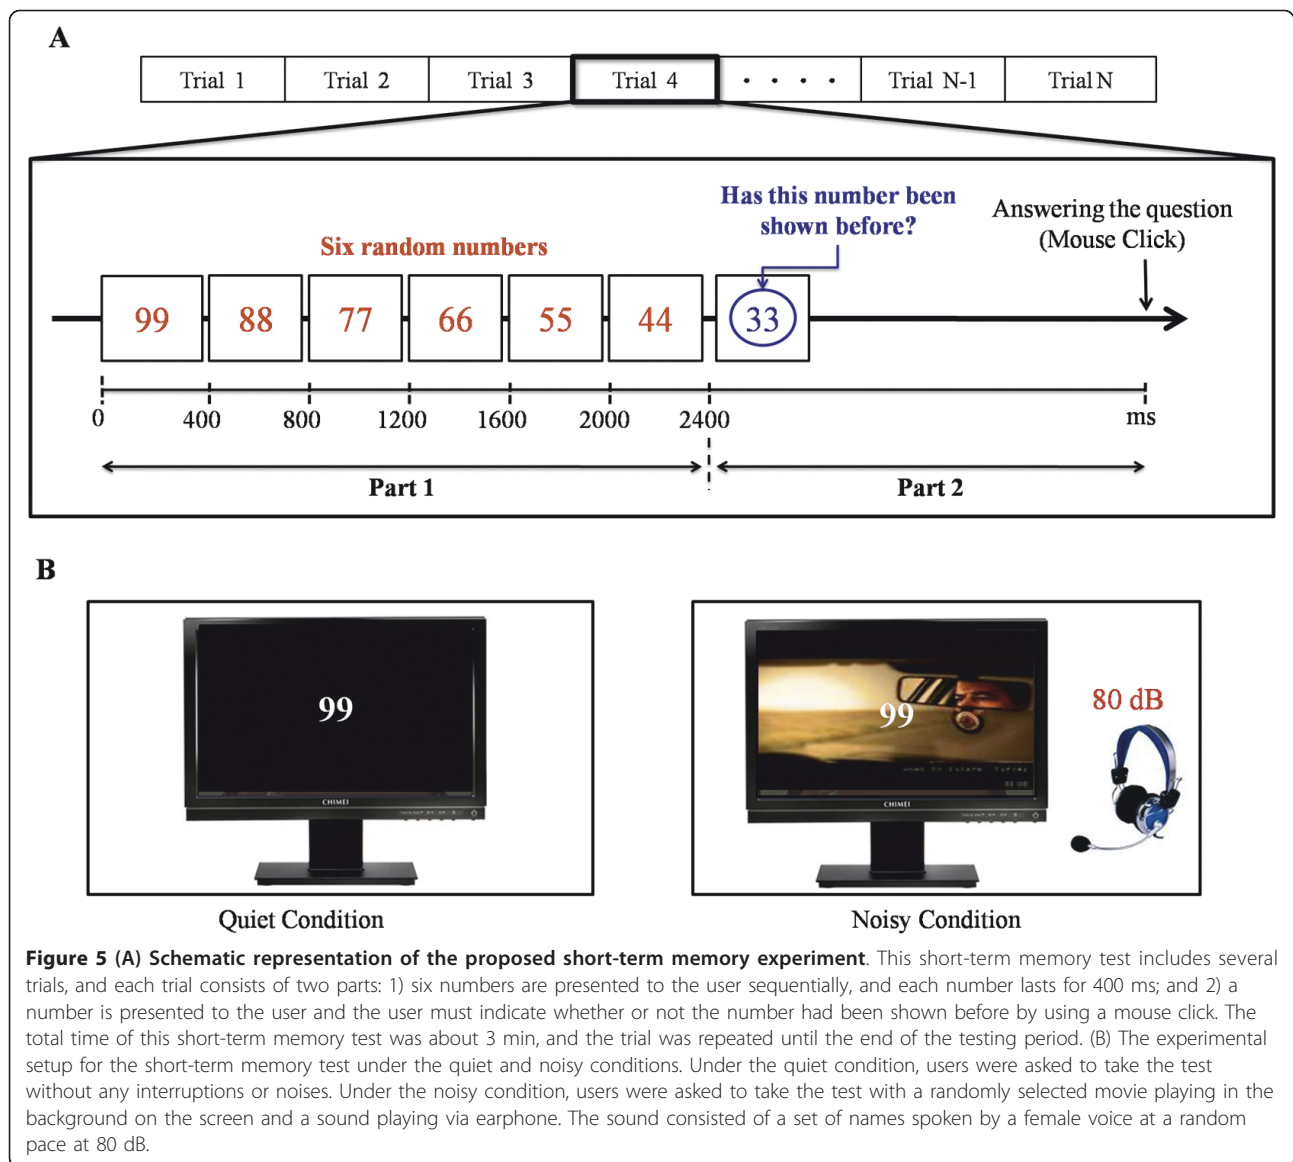 A
Trial 1 Trial 2 Trial 3 Trial 4 · · · · Trial N-1 Trial N
Has this number been
shown before?
Answering the question
(Mouse Click)
Six random numbers
99 88 77 66 55 44 33
0 400 800 1200 1600 2000 2400 ms
Part 1 Part 2
B
99
CHIMEI
99
80 dB
CHIMEI
Quiet Condition Noisy Condition
Figure 5 (A) Schematic representation of the proposed short-term memory experiment. This short-term memory test includes several
trials, and each trial consists of two parts: 1) six numbers are presented to the user sequentially, and each number lasts for 400 ms; and 2) a
number is presented to the user and the user must indicate whether or not the number had been shown before by using a mouse click. The
total time of this short-term memory test was about 3 min, and the trial was repeated until the end of the testing period. (B) The experimental
setup for the short-term memory test under the quiet and noisy conditions. Under the quiet condition, users were asked to take the test
without any interruptions or noises. Under the noisy condition, users were asked to take the test with a randomly selected movie playing in the
background on the screen and a sound playing via earphone. The sound consisted of a set of names spoken by a female voice at a random
pace at 80 dB.